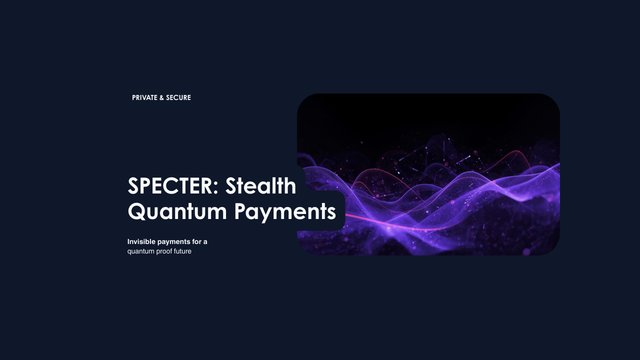 PRIVATE & SECURE
SPECTER: Stealth
Quantum Payments
Invisible payments for a
quantum proof future